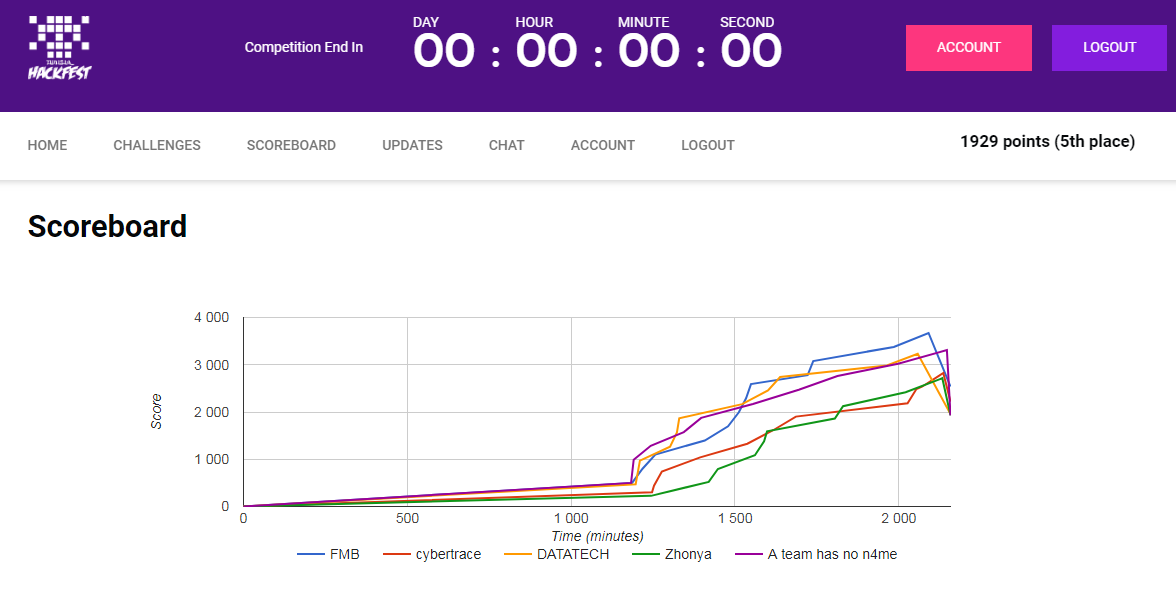 TUNISIA_
HACKFEST
Competition End In
DAY HOUR MINUTE SECOND
00 : 00 : 00 : 00
ACCOUNT
LOGOUT
HOME CHALLENGES SCOREBOARD UPDATES CHAT ACCOUNT LOGOUT
1929 points (5th place)
Scoreboard
4 000
3 000
2 000
1 000
0
Score
0 500 1 000 1 500 2 000
Time (minutes)
FMB cybertrace DATATECH Zhonya A team has no n4me